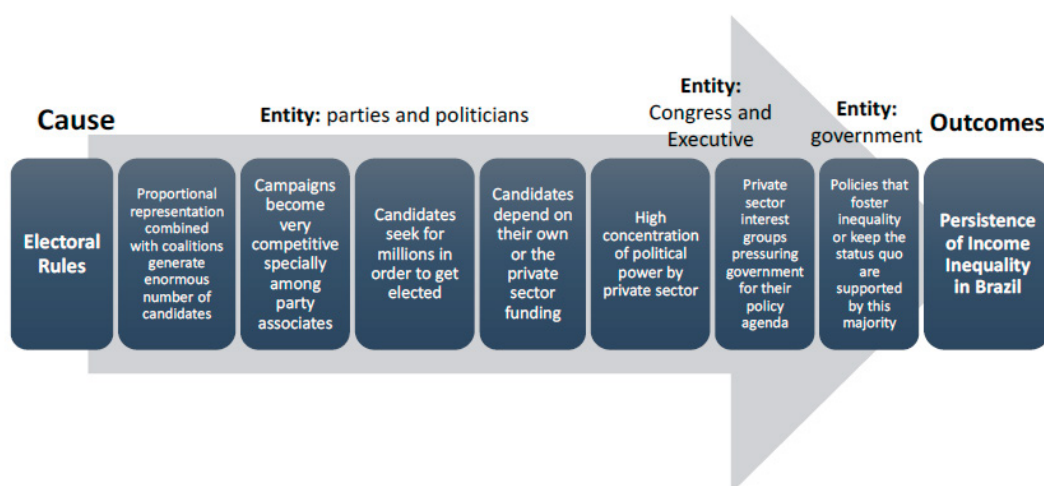 Cause
Entity: parties and politicians
Entity:
Congress and
Executive
Entity:
government
Outcomes
Electoral
Rules
Proportional
representation
combined
with coalitions
generate
enormous
number of
candidates
Campaigns
become
very
competitive
specially
among
party
associates
Candidates
seek for
millions in
order to get
elected
Candidates
depend on
their own
or the
private
sector
funding
High
concentration
of political
power by
private sector
Private
sector
interest
groups
pressuring
government
for their
policy
agenda
Policies that
foster
inequality
or keep the
status quo
are
supported
by this
majority
Persistence
of Income
Inequality
in Brazil